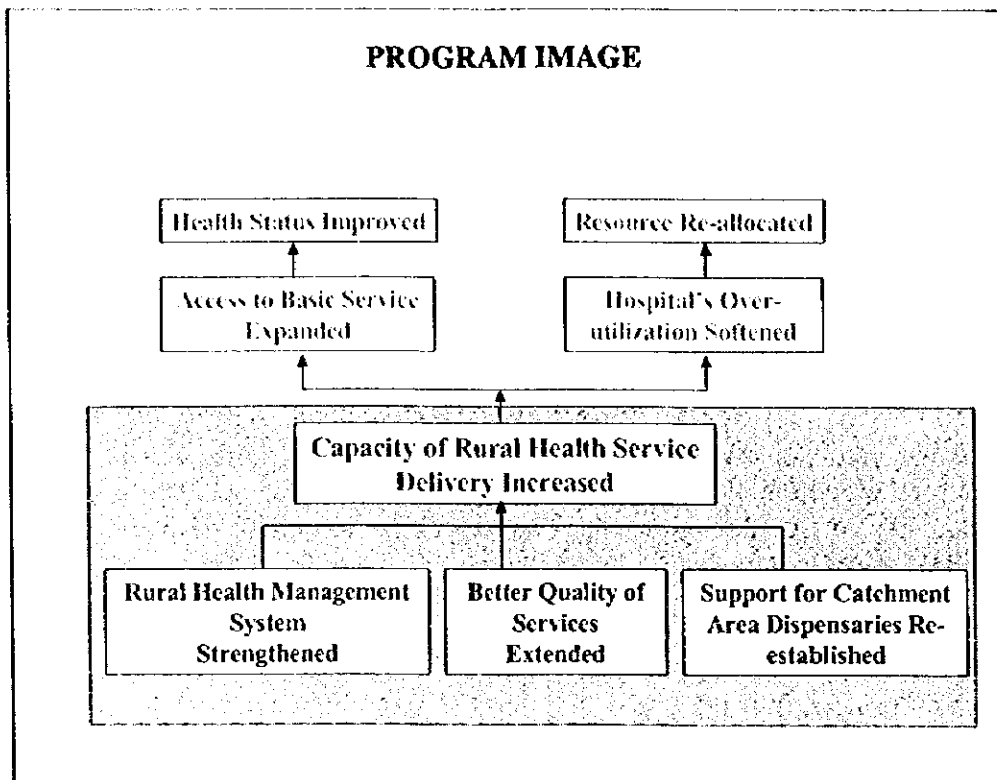 PROGRAM IMAGE
Health Status Improved
Resource Re-allocated
Access to Basic Service
Expanded
Hospital's Over-
utilization Softened
Capacity of Rural Health Service
Delivery Increased
Rural Health Management
System
Strengthened
Better Quality of
Services
Extended
Support for Catchment
Area Dispensaries Re-
established